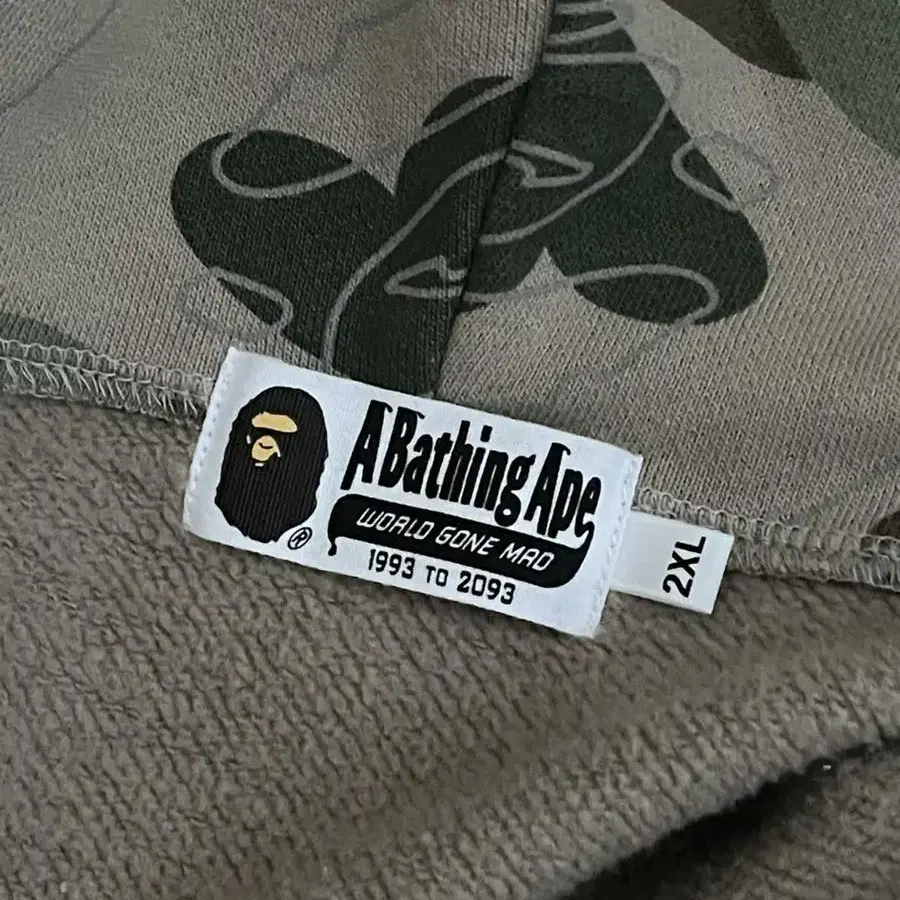 A Bathing Ape
WORLD GONE MAD
1993 TO 2093
®
2XL